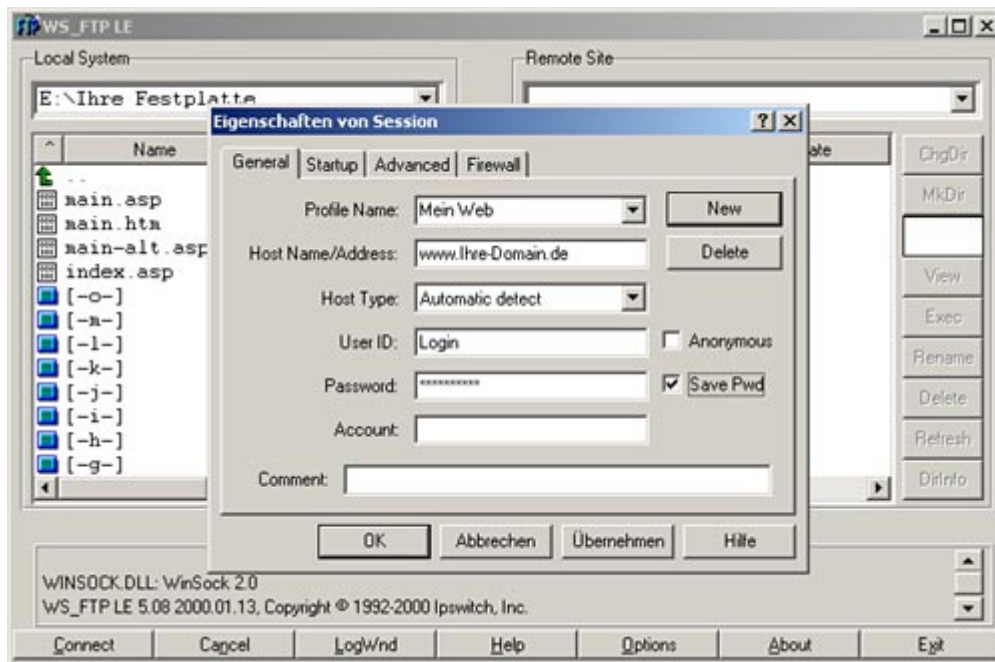 WS_FTP LE
Local System
Remote Site
E:\Ihre Festplatte
Eigenschaften von Session
^ Name
ate
..
main.asp
main.htm
main-alt.asp
index.asp
[-o-]
[-n-]
[-l-]
[-k-]
[-j-]
[-i-]
[-h-]
[-g-]
General Startup Advanced Firewall
Profile Name: Mein Web New
Host Name/Address: www.Ihre-Domain.de Delete
Host Type: Automatic detect
User ID: Login Anonymous
Password: ********** Save Pwd
Account:
Comment:
OK Abbrechen Übernehmen Hilfe
ChgDir
MkDir
View
Exec
Rename
Delete
Refresh
DirInfo
WINSOCK.DLL: WinSock 2.0
WS_FTP LE 5.08 2000.01.13, Copyright © 1992-2000 Ipswitch, Inc.
Connect Cancel LogWnd Help Options About Exit